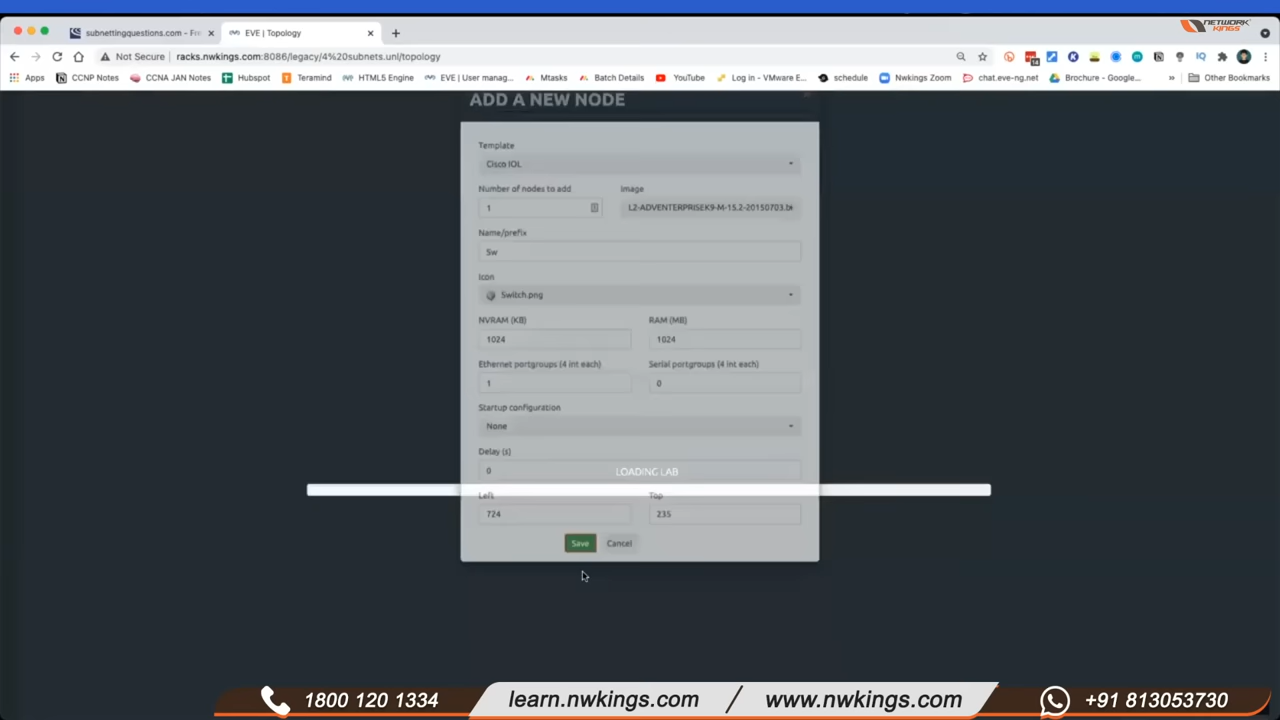 NETWORK
KINGS
subnettingquestions.com - Fre
EVE | Topology
Not Secure
racks.nwkings.com:8086/legacy/4%20subnets.unl/topology
Apps
CCNP Notes
CCNA JAN Notes
Hubspot
Teramind
HTML5 Engine
EVE | User manag...
Mtasks
Batch Details
YouTube
Log in - VMware E...
schedule
Nwkings Zoom
chat.eve-ng.net
Brochure - Google...
»
Other Bookmarks
ADD A NEW NODE
Template
Cisco IOL
Number of nodes to add
Image
1
L2-ADVENTERPRISEK9-M-15.2-20150703.b
Name/prefix
Sw
Icon
Switch.png
NVRAM (KB)
RAM (MB)
1024
1024
Ethernet portgroups (4 int each)
Serial portgroups (4 int each)
1
0
Startup configuration
None
Delay (s)
0
LOADING LAB
Left
Top
724
235
Save
Cancel
1800 120 1334
learn.nwkings.com / www.nwkings.com
+91 813053730